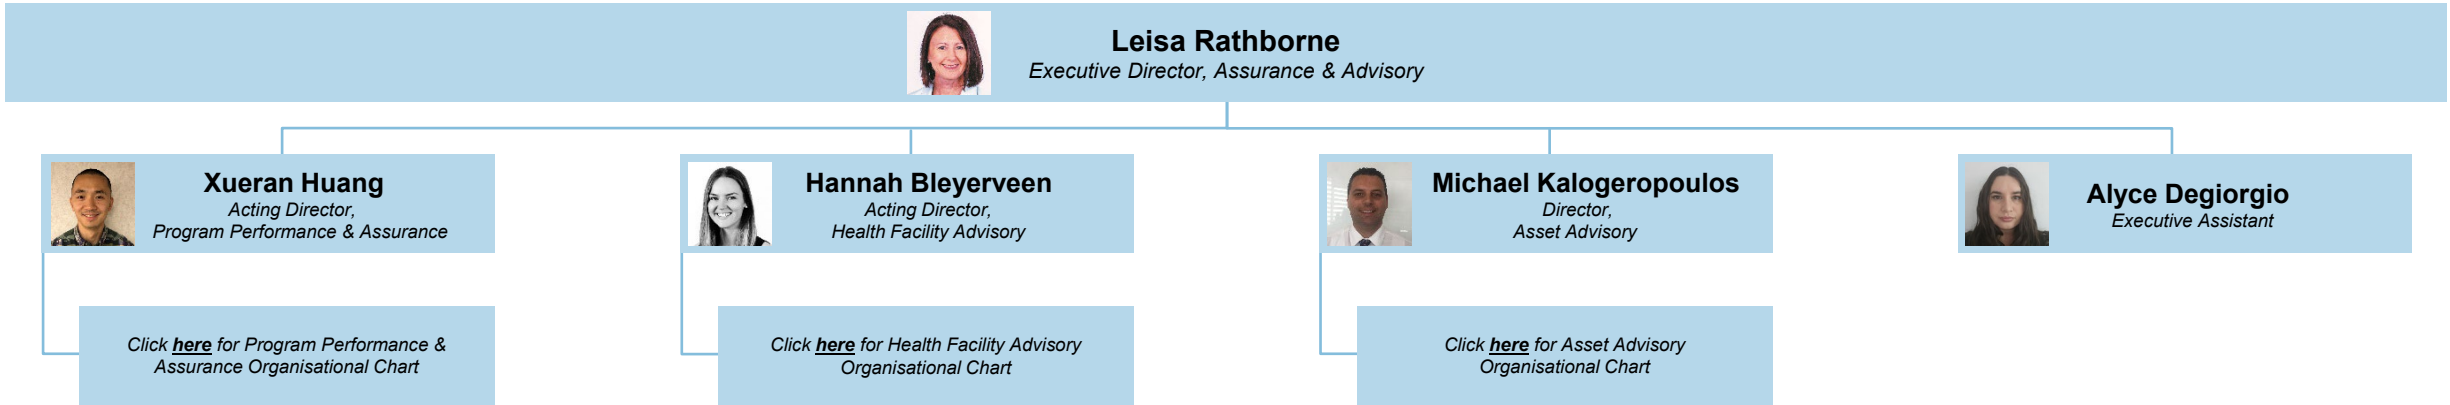 Leisa Rathborne
Executive Director, Assurance & Advisory
Xueran Huang
Acting Director,
Program Performance & Assurance
Hannah Bleyerveen
Acting Director,
Health Facility Advisory
Michael Kalogeropoulos
Director,
Asset Advisory
Alyce Degiorgio
Executive Assistant
Click here for Program Performance &
Assurance Organisational Chart
Click here for Health Facility Advisory
Organisational Chart
Click here for Asset Advisory
Organisational Chart